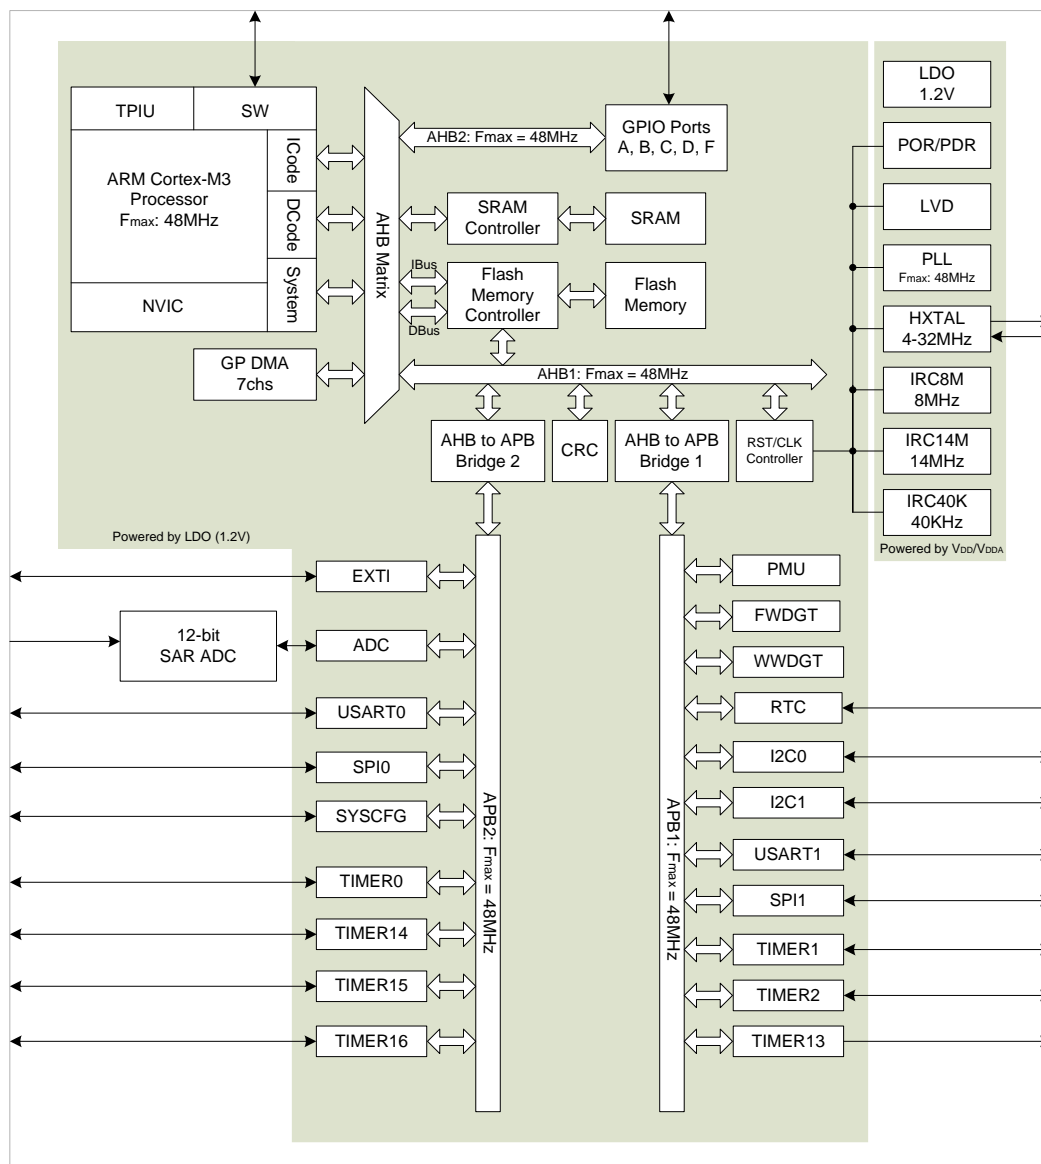 TPIU
SW
ARM Cortex-M3
Processor
Fmax: 48MHz
ICode
DCode
System
NVIC
GP DMA
7chs
AHB Matrix
AHB2: Fmax = 48MHz
GPIO Ports
A, B, C, D, F
SRAM
Controller
SRAM
IBus
DBus
Flash
Memory
Controller
Flash
Memory
AHB1: Fmax = 48MHz
AHB to APB
Bridge 2
CRC
AHB to APB
Bridge 1
RST/CLK
Controller
LDO
1.2V
POR/PDR
LVD
PLL
Fmax: 48MHz
HXTAL
4-32MHz
IRC8M
8MHz
IRC14M
14MHz
IRC40K
40KHz
Powered by VDD/VDDA
Powered by LDO (1.2V)
EXTI
12-bit
SAR ADC
ADC
USART0
SPI0
SYSCFG
TIMER0
TIMER14
TIMER15
TIMER16
APB2: Fmax = 48MHz
APB1: Fmax = 48MHz
PMU
FWDGT
WWDGT
RTC
I2C0
I2C1
USART1
SPI1
TIMER1
TIMER2
TIMER13